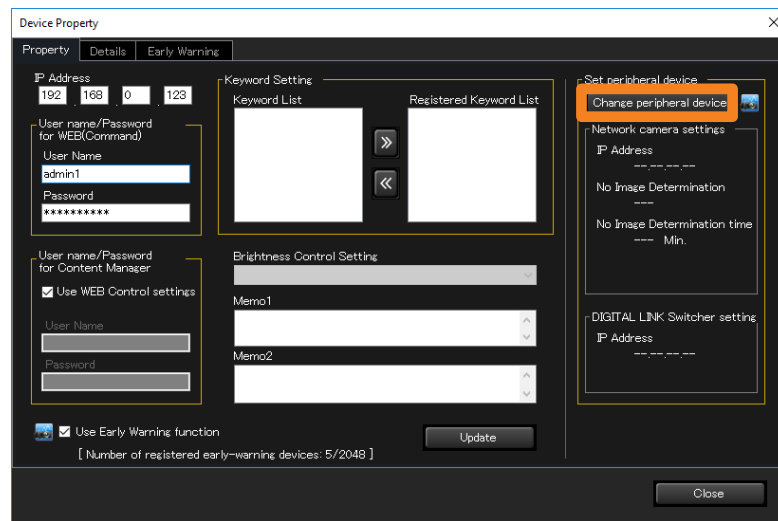 Device Property
Property Details Early Warning
IP Address
192 . 168 . 0 . 123
User name/Password
for WEB(Command)
User Name
admin1
Password
**********
User name/Password
for Content Manager
Use WEB Control settings
User Name
Password
Keyword Setting
Keyword List
Registered Keyword List
Brightness Control Setting
Memo1
Memo2
Set peripheral device
Change peripheral device
Network camera settings
IP Address
---.---.---.---
No Image Determination
---
No Image Determination time
--- Min.
DIGITAL LINK Switcher setting
IP Address
---.---.---.---
Use Early Warning function
[ Number of registered early-warning devices: 5/2048 ]
Update
Close